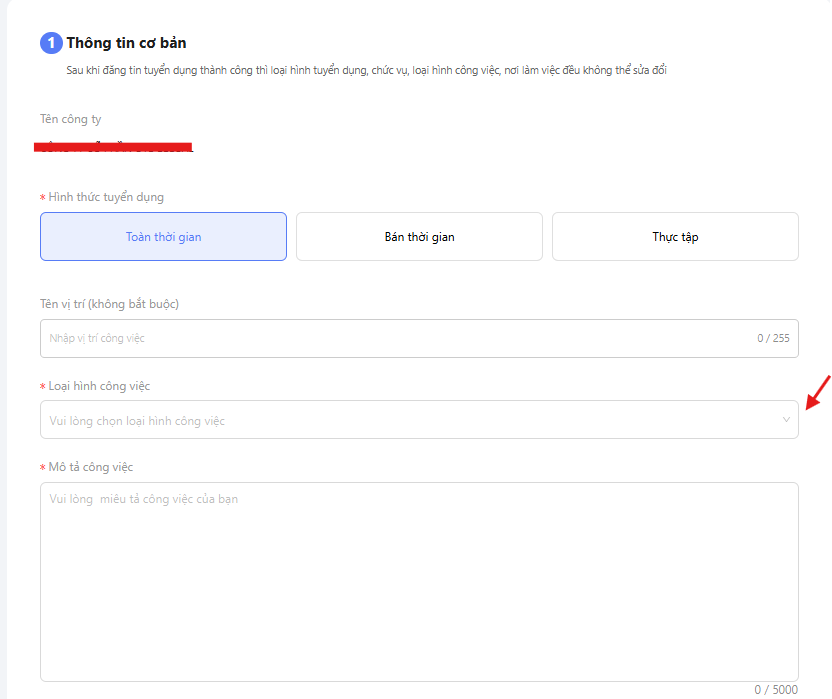 1 Thông tin cơ bản
Sau khi đăng tin tuyển dụng thành công thì loại hình tuyển dụng, chức vụ, loại hình công việc, nơi làm việc đều không thể sửa đổi
Tên công ty
* Hình thức tuyển dụng
Toàn thời gian
Bán thời gian
Thực tập
Tên vị trí (không bắt buộc)
Nhập vị trí công việc
0 / 255
* Loại hình công việc
Vui lòng chọn loại hình công việc
* Mô tả công việc
Vui lòng miêu tả công việc của bạn
0 / 5000